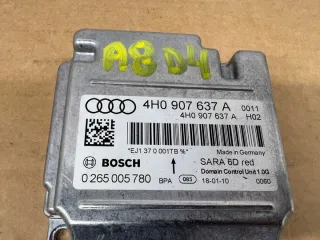 A8 D4
4H0 907 637 A 0011
4H0 907 637 A H02
*EJ1 37 0 001TB %*
Made in Germany
BOSCH
SARA 6D red
Domain Control Unit 1.0G
0 265 005 780
BPA 085 18-01-10 0060